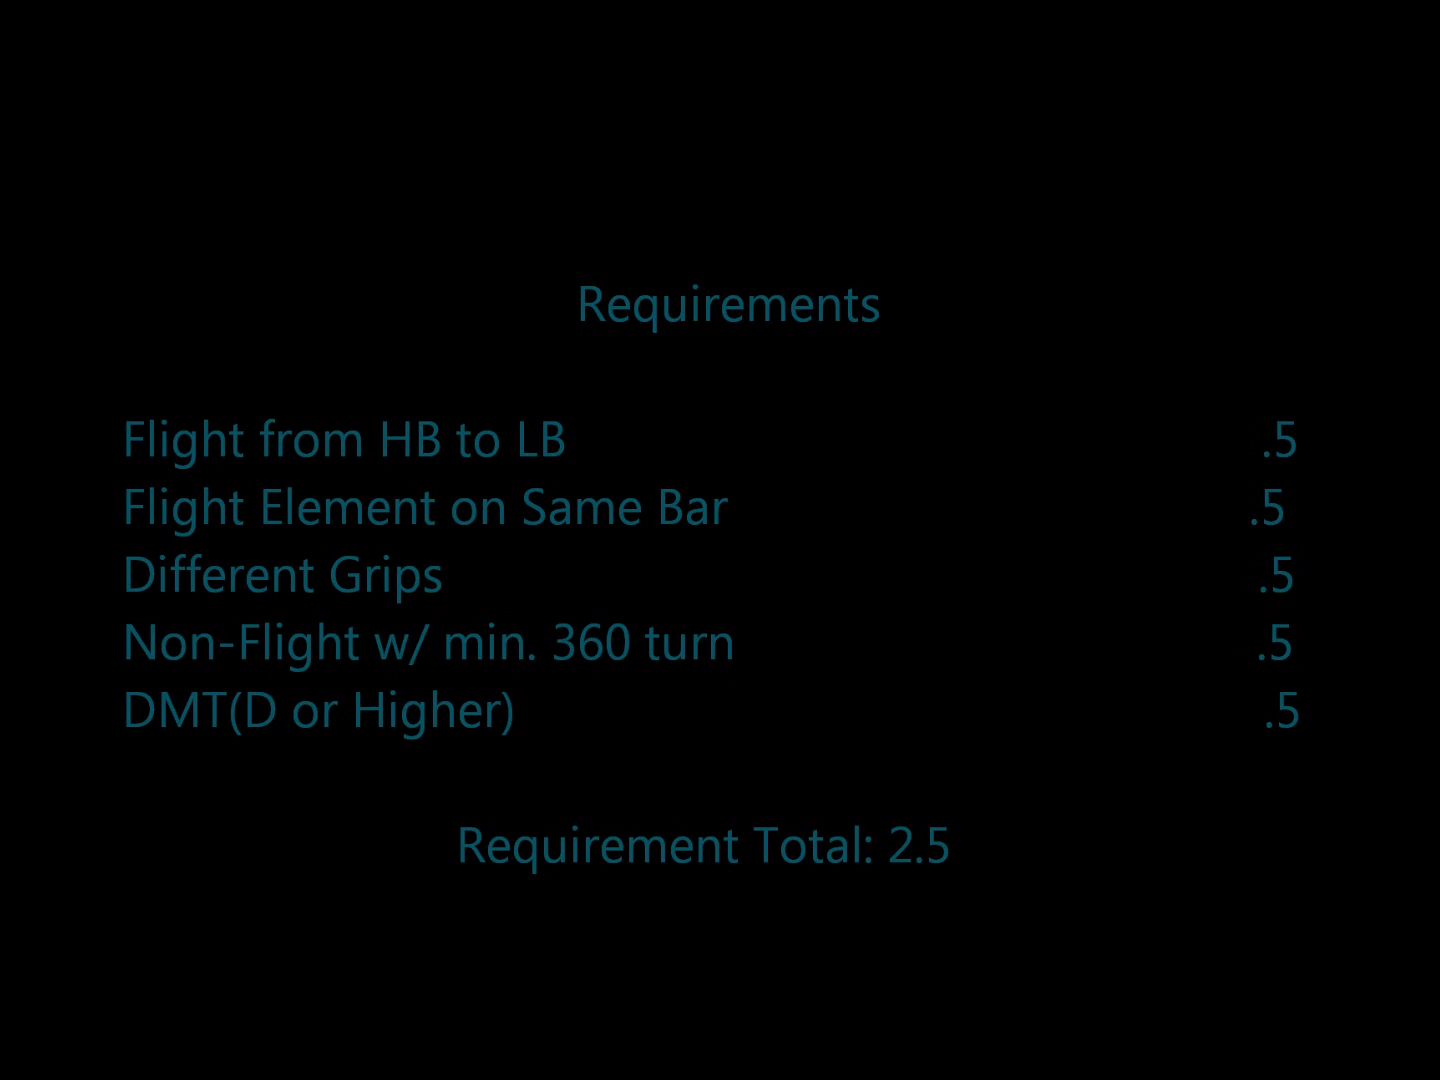 Requirements
Flight from HB to LB .5
Flight Element on Same Bar .5
Different Grips .5
Non-Flight w/ min. 360 turn .5
DMT(D or Higher) .5
Requirement Total: 2.5